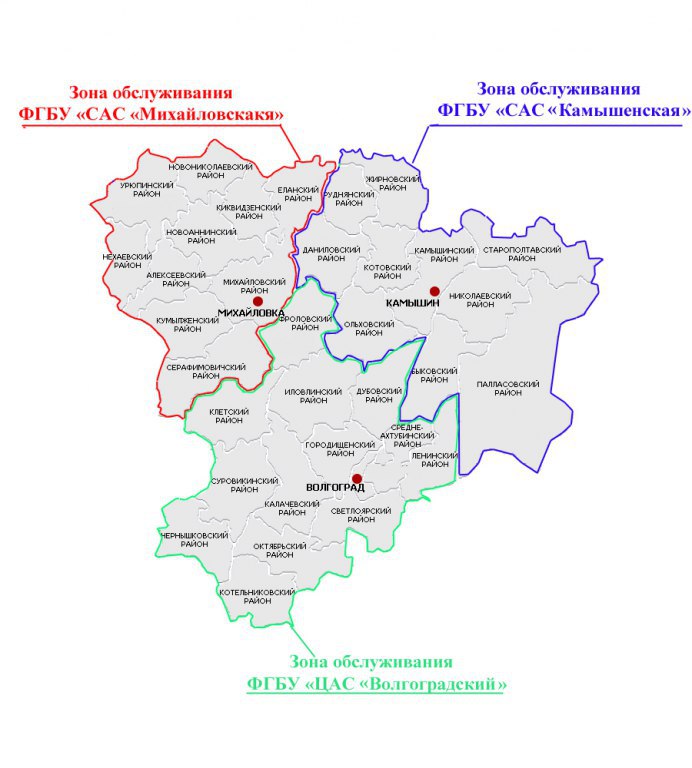 Зона обслуживания
ФГБУ «САС «Михайловскакя»
Зона обслуживания
ФГБУ «САС «Камышенская»
НОВОНИКОЛАЕВСКИЙ
РАЙОН
УРЮПИНСКИЙ
РАЙОН
ЕЛАНСКИЙ
РАЙОН
КИКВИДЗЕНСКИЙ
РАЙОН
НОВОАННИНСКИЙ
РАЙОН
НЕХАЕВСКИЙ
РАЙОН
АЛЕКСЕЕВСКИЙ
РАЙОН
МИХАЙЛОВСКИЙ
РАЙОН
МИХАЙЛОВКА
КУМЫЛЖЕНСКИЙ
РАЙОН
СЕРАФИМОВИЧСКИЙ
РАЙОН
ЖИРНОВСКИЙ
РАЙОН
РУДНЯНСКИЙ
РАЙОН
ДАНИЛОВСКИЙ
РАЙОН
КОТОВСКИЙ
РАЙОН
КАМЫШИНСКИЙ
РАЙОН
СТАРОПОЛТАВСКИЙ
РАЙОН
КАМЫШИН
НИКОЛАЕВСКИЙ
РАЙОН
ОЛЬХОВСКИЙ
РАЙОН
БЫКОВСКИЙ
РАЙОН
ПАЛЛАСОВСКИЙ
РАЙОН
ФРОЛОВСКИЙ
РАЙОН
ИЛОВЛИНСКИЙ
РАЙОН
ДУБОВСКИЙ
РАЙОН
КЛЕТСКИЙ
РАЙОН
СРЕДНЕ-
АХТУБИНСКИЙ
РАЙОН
ГОРОДИЩЕНСКИЙ
РАЙОН
ЛЕНИНСКИЙ
РАЙОН
ВОЛГОГРАД
СУРОВИКИНСКИЙ
РАЙОН
КАЛАЧЕВСКИЙ
РАЙОН
СВЕТЛОЯРСКИЙ
РАЙОН
ЧЕРНЫШКОВСКИЙ
РАЙОН
ОКТЯБРЬСКИЙ
РАЙОН
КОТЕЛЬНИКОВСКИЙ
РАЙОН
Зона обслуживания
ФГБУ «ЦАС «Волгоградский»